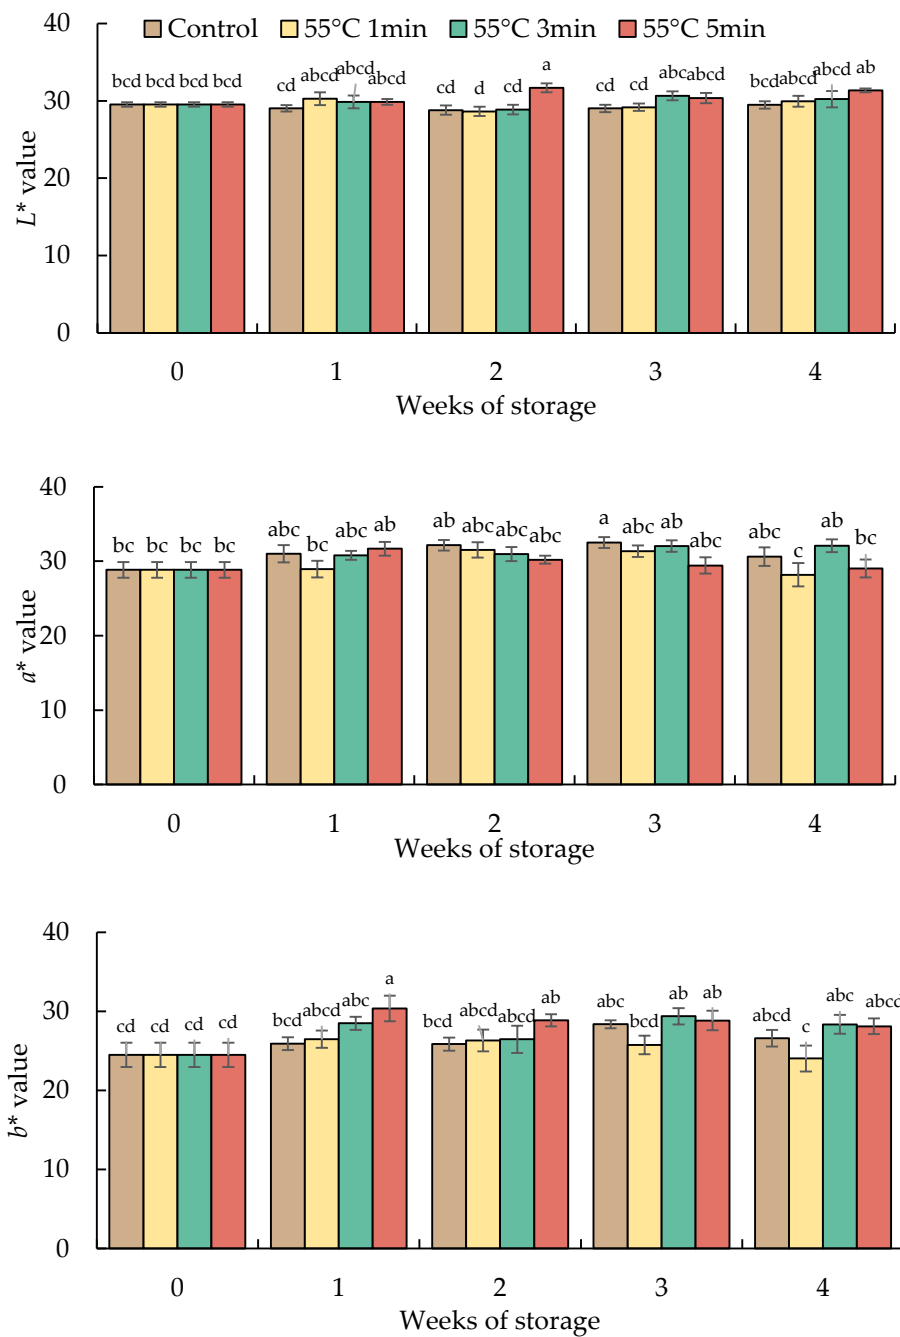 40
Control 55°C 1min 55°C 3min 55°C 5min
bcd bcd bcd bcd cd abcd abcd abcd cd d cd a cd cd abc abcd bcd abcd abcd ab
30
20
10
0
L* value
0 1 2 3 4
Weeks of storage
40
bc bc bc bc abc bc abc ab ab abc abc abc a abc ab abc abc c ab bc
30
20
10
0
a* value
0 1 2 3 4
Weeks of storage
40
cd cd cd cd bcd abcd abc a bcd abcd abcd ab abc bcd ab ab abcd c abc abcd
30
20
10
0
b* value
0 1 2 3 4
Weeks of storage